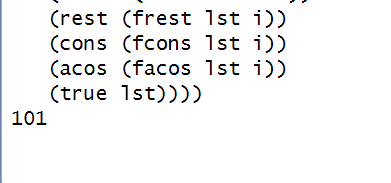 (rest (frest lst i))
(cons (fcons lst i))
(acos (facos lst i))
(true lst))))
101